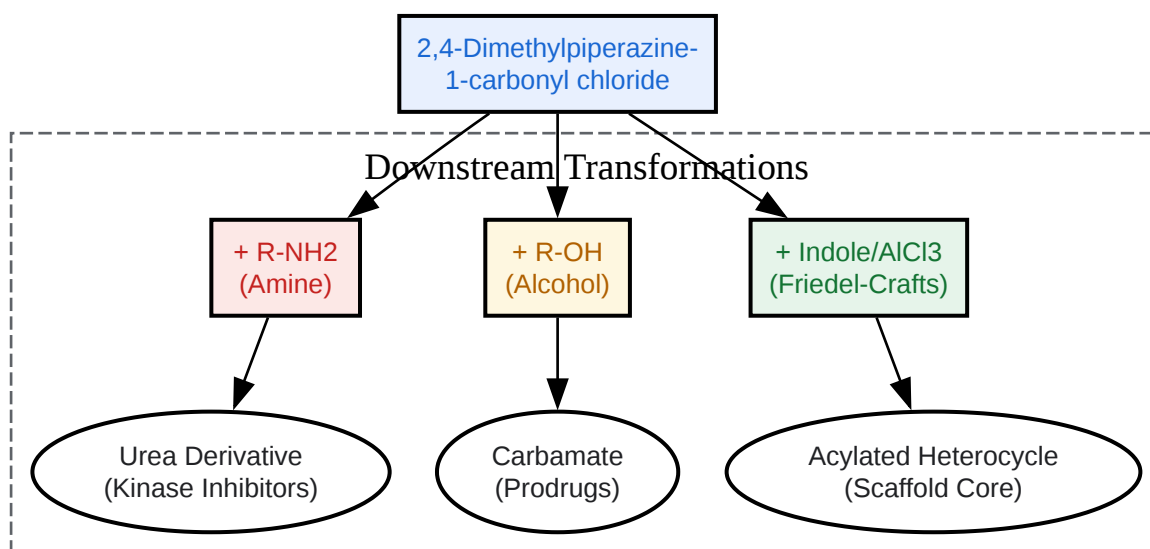 2,4-Dimethylpiperazine-
1-carbonyl chloride
Downstream Transformations
+ R-NH2
(Amine)
+ R-OH
(Alcohol)
+ Indole/AlCl3
(Friedel-Crafts)
Urea Derivative
(Kinase Inhibitors)
Carbamate
(Prodrugs)
Acylated Heterocycle
(Scaffold Core)